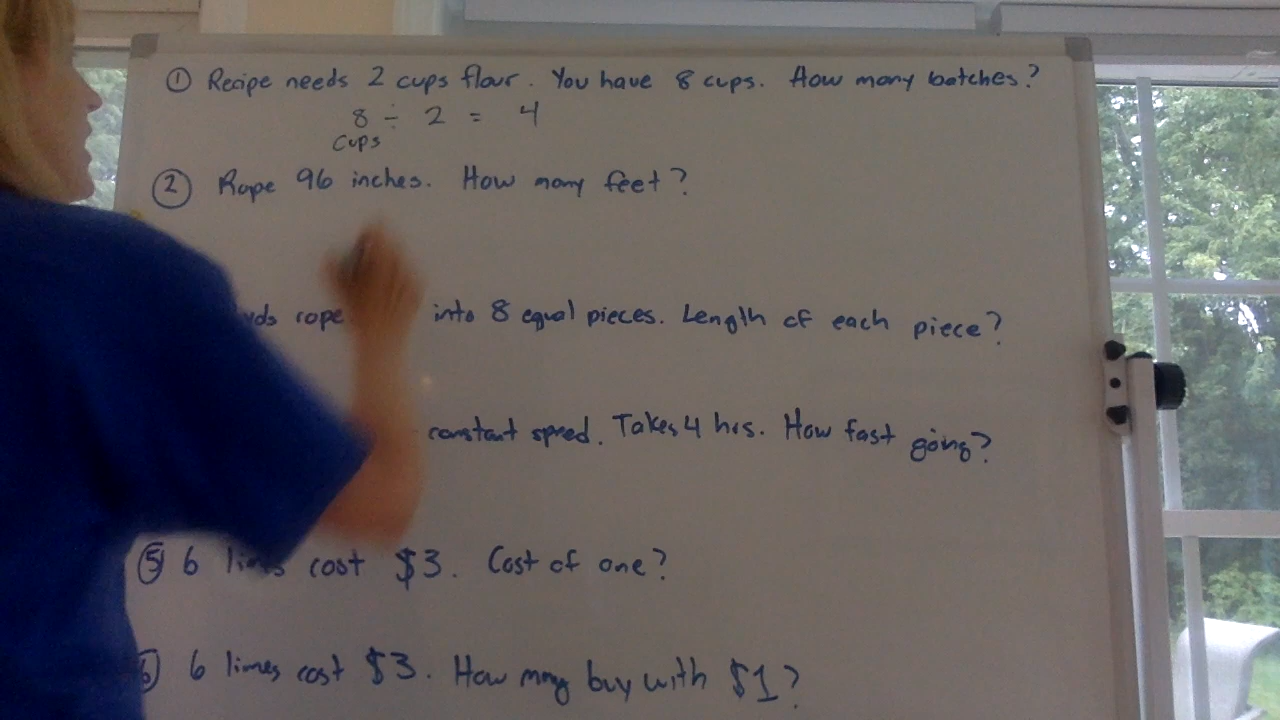 ① Recipe needs 2 cups flour. You have 8 cups. How many batches?
8 ÷ 2 = 4
cups
② Rope 96 inches. How many feet?
rope into 8 equal pieces. Length of each piece?
constant speed. Takes 4 hrs. How fast going?
⑤ 6 limes cost $3. Cost of one?
6 limes cost $3. How many buy with $1?